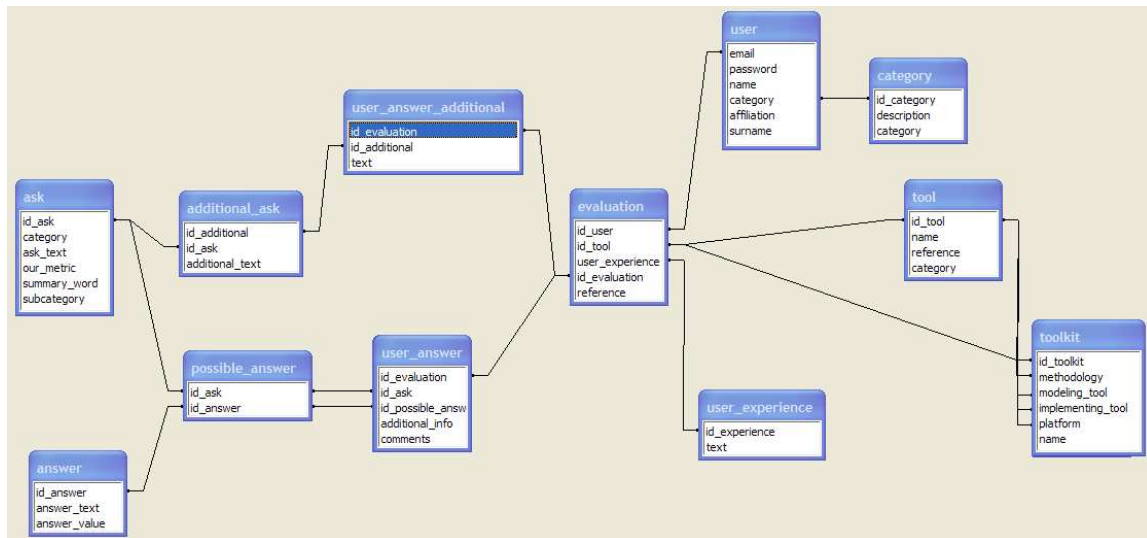 user
email
password
name
category
affiliation
surname
category
id_category
description
category
user_answer_additional
id_evaluation
id_additional
text
ask
id_ask
category
ask_text
our_metric
summary_word
subcategory
additional_ask
id_additional
id_ask
additional_text
evaluation
id_user
id_tool
user_experience
id_evaluation
reference
tool
id_tool
name
reference
category
toolkit
id_toolkit
methodology
modeling_tool
implementing_tool
platform
name
possible_answer
id_ask
id_answer
user_answer
id_evaluation
id_ask
id_possible_answ
additional_info
comments
user_experience
id_experience
text
answer
id_answer
answer_text
answer_value